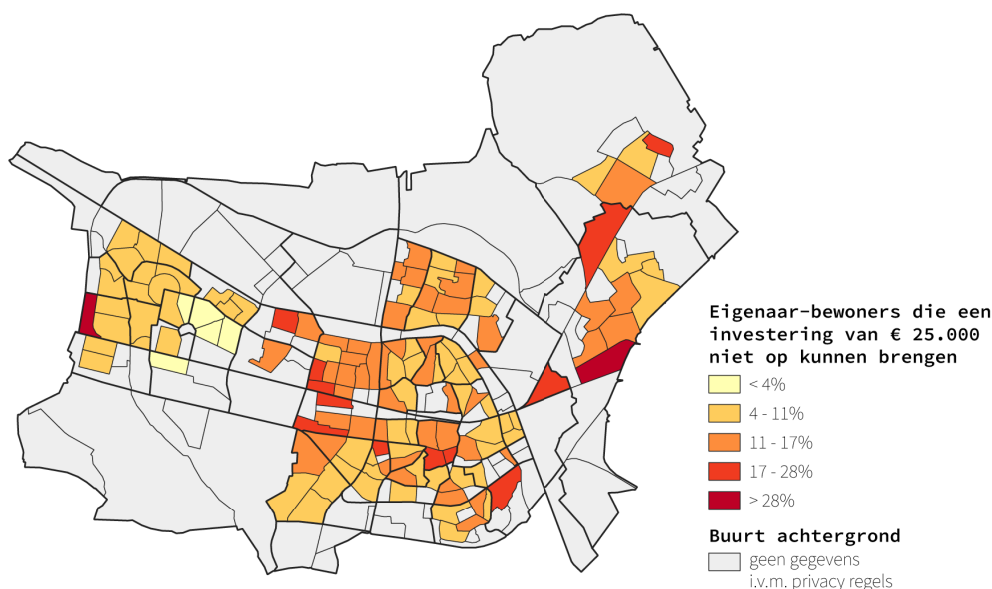 Eigenaar-bewoners die een
investering van € 25.000
niet op kunnen brengen
< 4%
4 - 11%
11 - 17%
17 - 28%
> 28%
Buurt achtergrond
geen gegevens
i.v.m. privacy regels